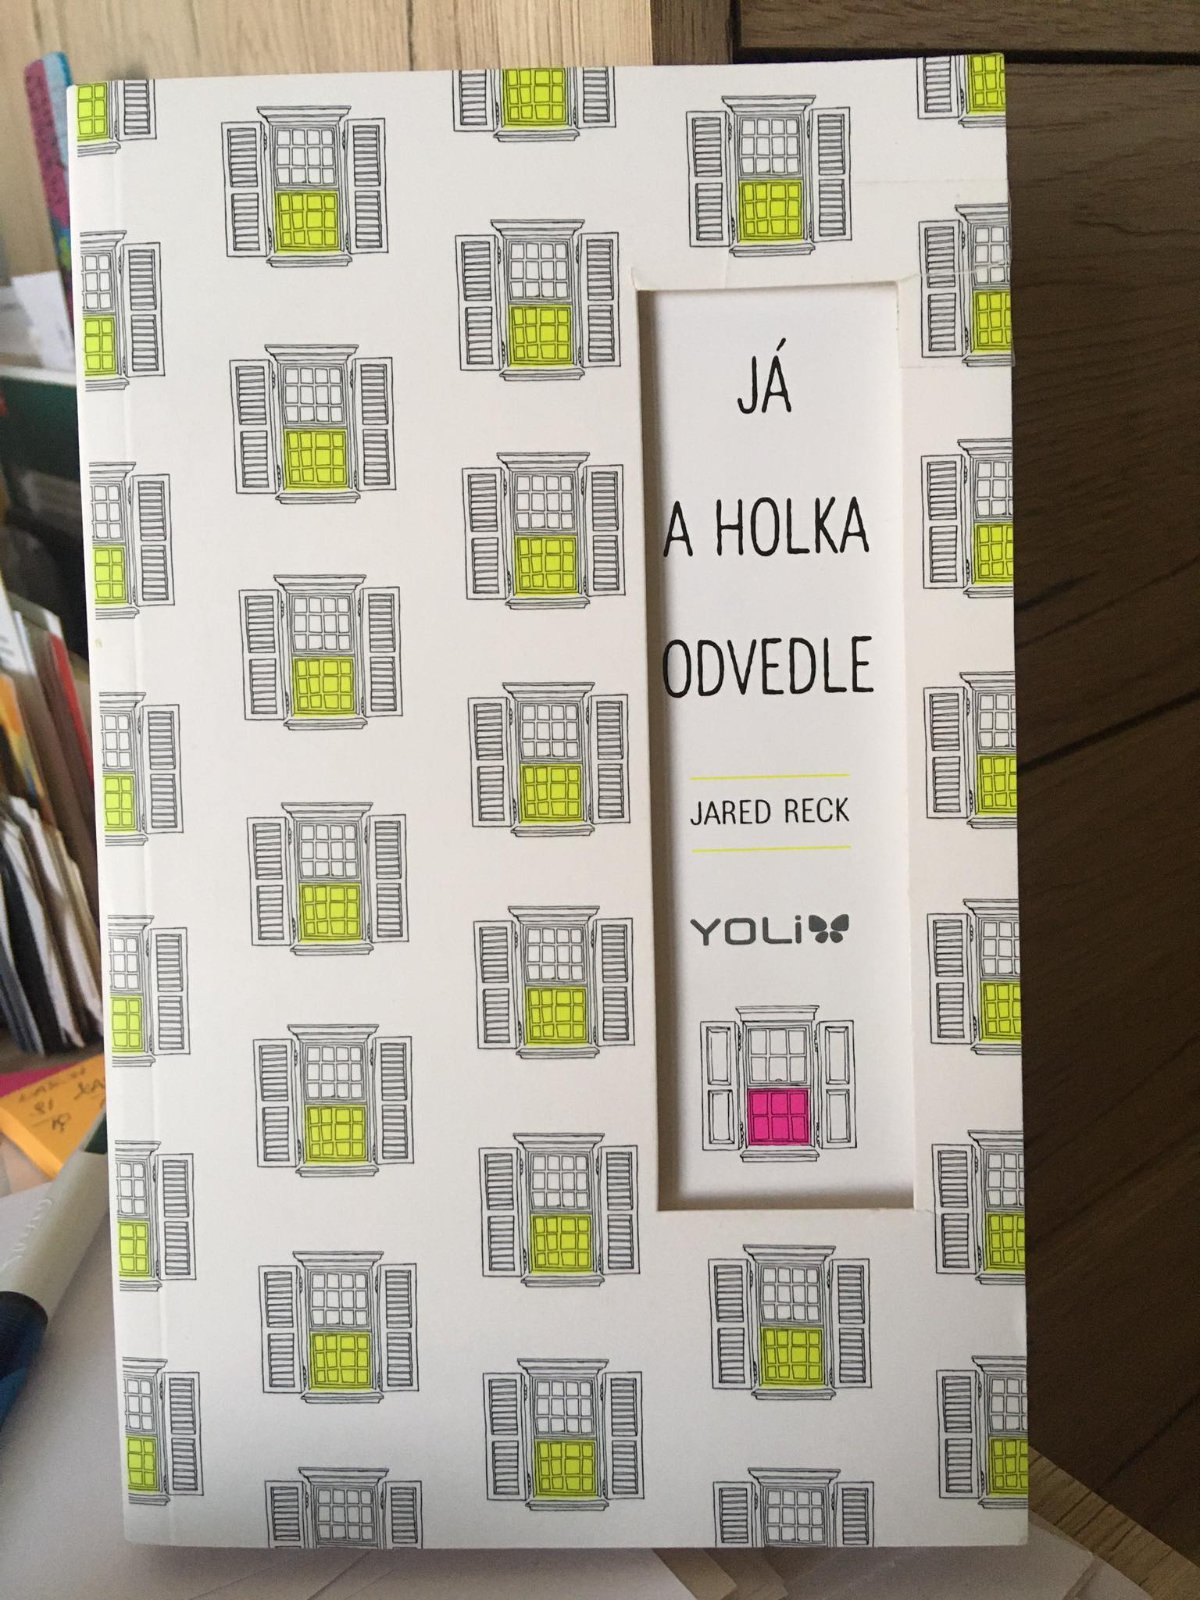 JÁ
A HOLKA
ODVEDLE
JARED RECK
YOLi